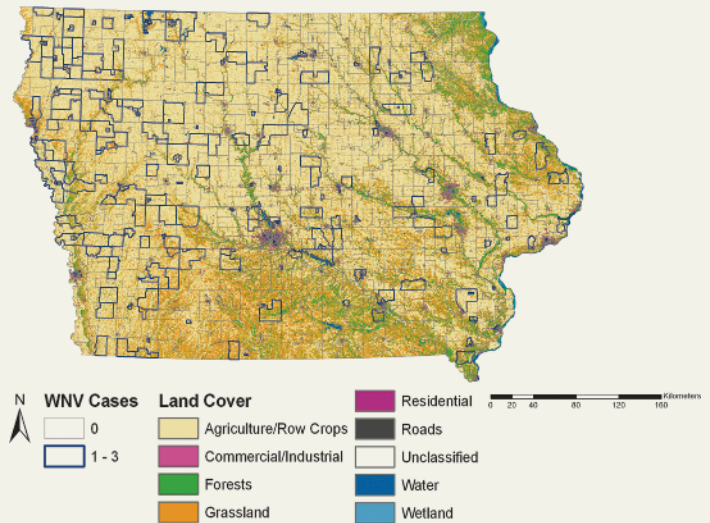 N
WNV Cases
0
1 - 3
Land Cover
Agriculture/Row Crops
Commercial/Industrial
Forests
Grassland
Residential
Roads
Unclassified
Water
Wetland
Kilometers
0 20 40 80 120 160